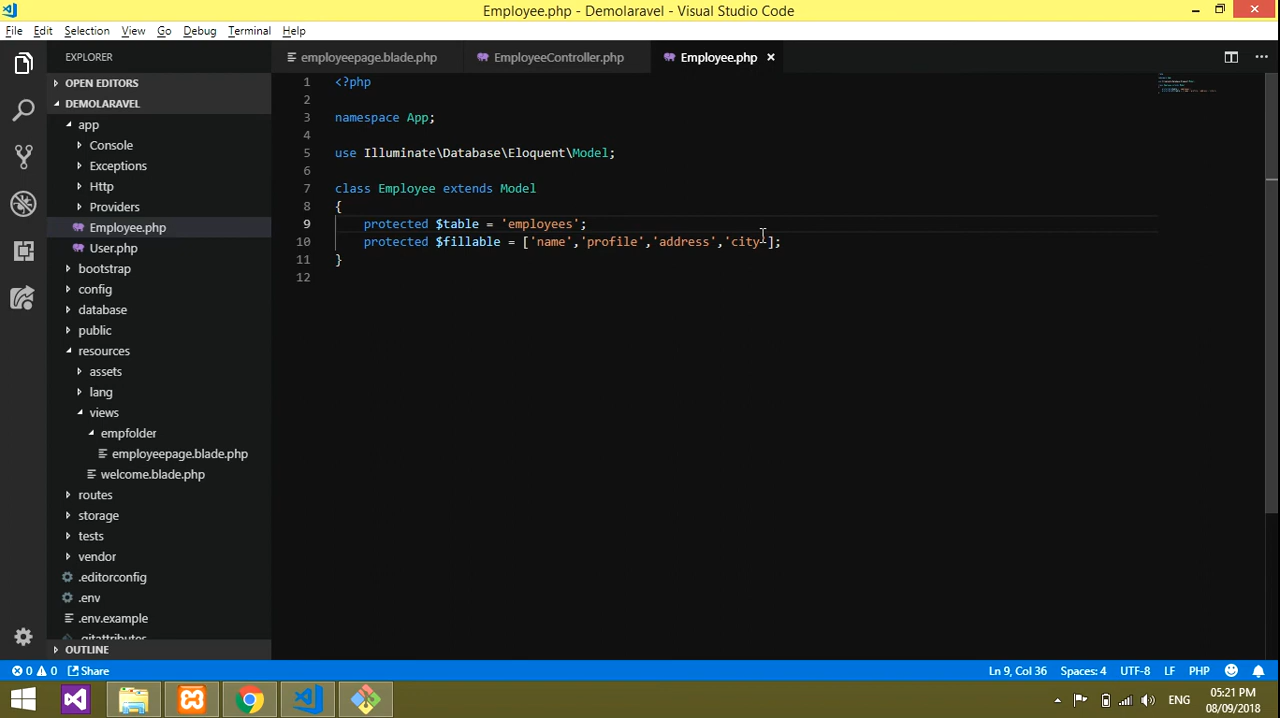 Employee.php - Demolaravel - Visual Studio Code
File Edit Selection View Go Debug Terminal Help
EXPLORER
employeepage.blade.php EmployeeController.php Employee.php
OPEN EDITORS
DEMOLARAVEL
app
Console
Exceptions
Http
Providers
Employee.php
User.php
bootstrap
config
database
public
resources
assets
lang
views
empfolder
employeepage.blade.php
welcome.blade.php
routes
storage
tests
vendor
.editorconfig
.env
.env.example
.gitattributes
OUTLINE
1 <?php
2
3 namespace App;
4
5 use Illuminate\Database\Eloquent\Model;
6
7 class Employee extends Model
8 {
9 protected $table = 'employees';
10 protected $fillable = ['name','profile','address','city'];
11 }
12
0 0 Share
Ln 9, Col 36 Spaces: 4 UTF-8 LF PHP
ENG
05:21 PM
08/09/2018